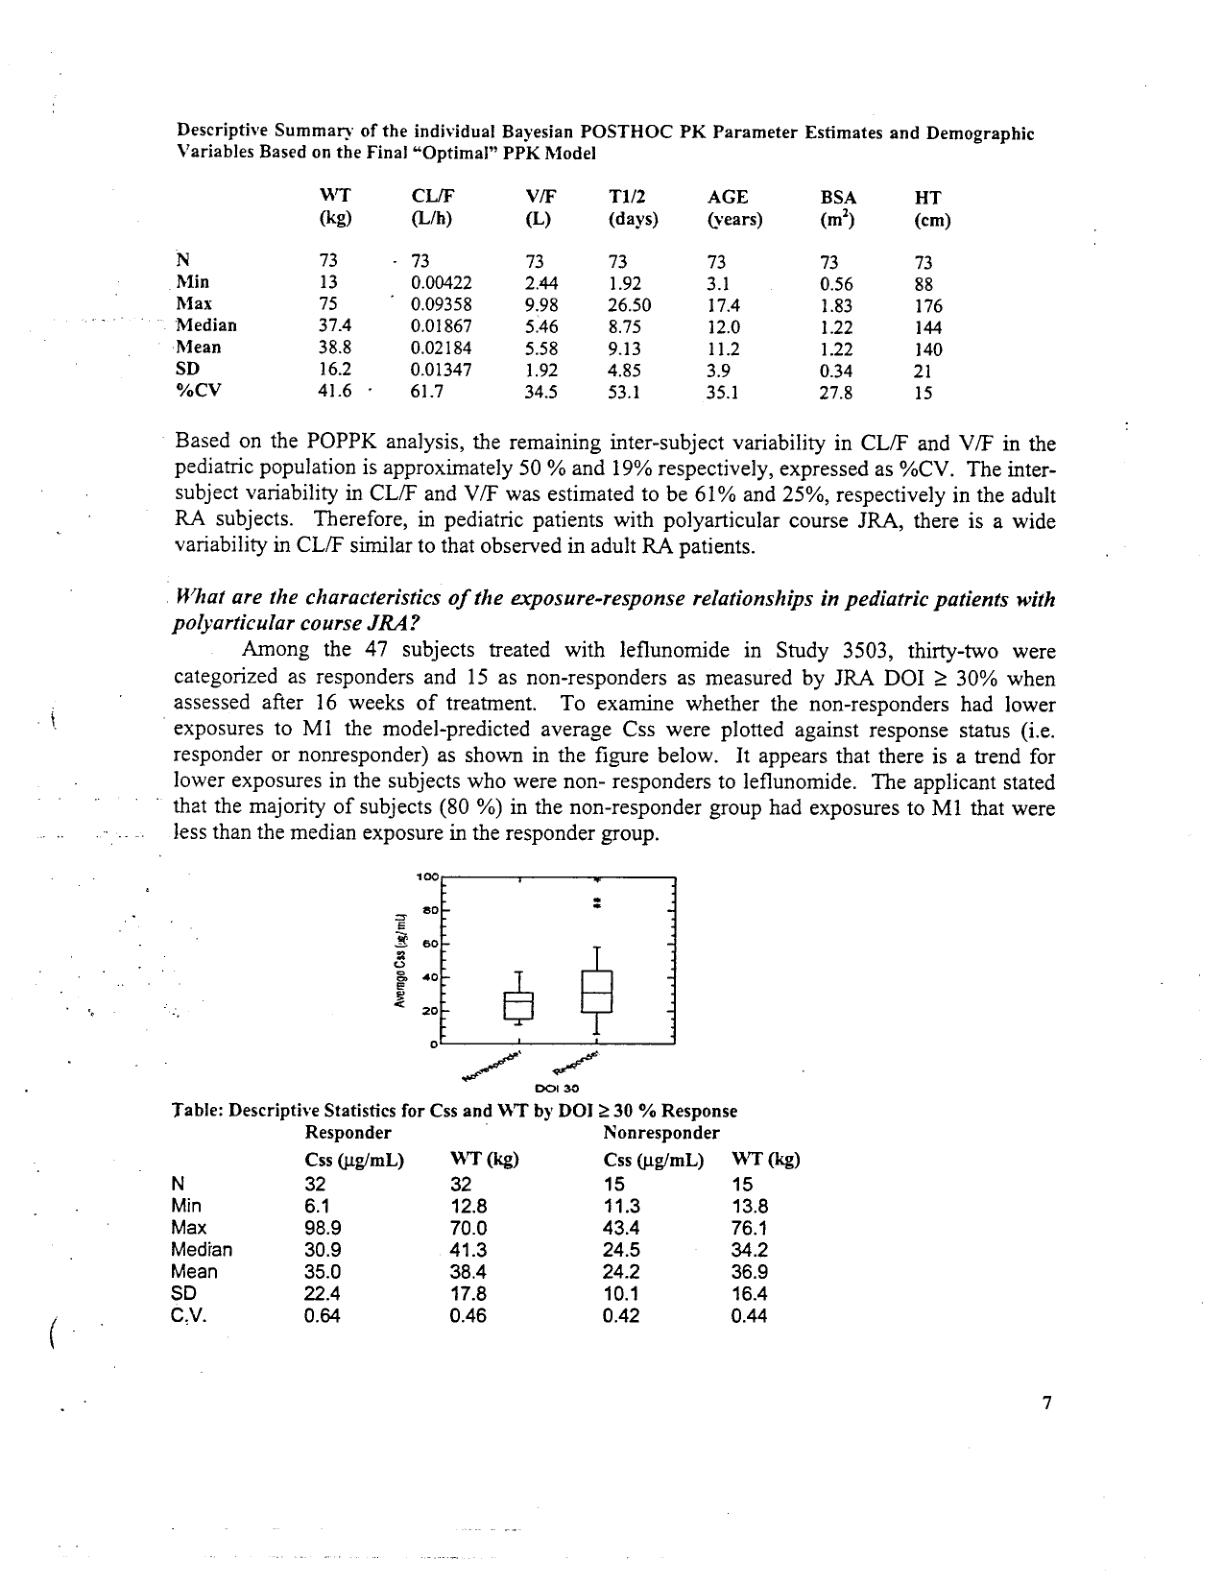 Descriptive Summary of the individual Bayesian POSTHOC PK Parameter Estimates and Demographic
Variables Based on the Final “Optimal” PPK Model
WT CL/F V/F T1/2 AGE BSA HT
(kg) (L/h) (L) (days) (years) (m²) (cm)
N 73 73 73 73 73 73 73
Min 13 0.00422 2.44 1.92 3.1 0.56 88
Max 75 0.09358 9.98 26.50 17.4 1.83 176
Median 37.4 0.01867 5.46 8.75 12.0 1.22 144
Mean 38.8 0.02184 5.58 9.13 11.2 1.22 140
SD 16.2 0.01347 1.92 4.85 3.9 0.34 21
%CV 41.6 61.7 34.5 53.1 35.1 27.8 15
Based on the POPPK analysis, the remaining inter-subject variability in CL/F and V/F in the
pediatric population is approximately 50 % and 19% respectively, expressed as %CV. The inter-
subject variability in CL/F and V/F was estimated to be 61% and 25%, respectively in the adult
RA subjects. Therefore, in pediatric patients with polyarticular course JRA, there is a wide
variability in CL/F similar to that observed in adult RA patients.
What are the characteristics of the exposure-response relationships in pediatric patients with
polyarticular course JRA?
Among the 47 subjects treated with leflunomide in Study 3503, thirty-two were
categorized as responders and 15 as non-responders as measured by JRA DOI ≥ 30% when
assessed after 16 weeks of treatment. To examine whether the non-responders had lower
exposures to M1 the model-predicted average Css were plotted against response status (i.e.
responder or nonresponder) as shown in the figure below. It appears that there is a trend for
lower exposures in the subjects who were non- responders to leflunomide. The applicant stated
that the majority of subjects (80 %) in the non-responder group had exposures to M1 that were
less than the median exposure in the responder group.
100
80
60
40
20
0
Average Css (µg/mL)
Nonresponder Responder
DOI 30
Table: Descriptive Statistics for Css and WT by DOI ≥ 30 % Response
Responder Nonresponder
Css (µg/mL) WT (kg) Css (µg/mL) WT (kg)
N 32 32 15 15
Min 6.1 12.8 11.3 13.8
Max 98.9 70.0 43.4 76.1
Median 30.9 41.3 24.5 34.2
Mean 35.0 38.4 24.2 36.9
SD 22.4 17.8 10.1 16.4
C.V. 0.64 0.46 0.42 0.44
7